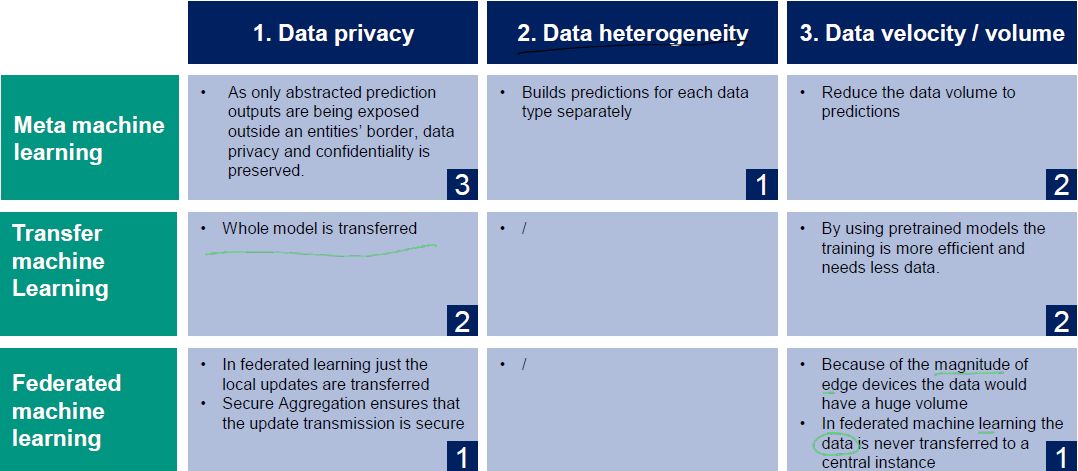 1. Data privacy
2. Data heterogeneity
3. Data velocity / volume
Meta machine
learning
• As only abstracted prediction
outputs are being exposed
outside an entities’ border, data
privacy and confidentiality is
preserved.
3
• Builds predictions for each data
type separately
1
• Reduce the data volume to
predictions
2
Transfer
machine
Learning
• Whole model is transferred
2
• /
• By using pretrained models the
training is more efficient and
needs less data.
2
Federated
machine
learning
• In federated learning just the
local updates are transferred
• Secure Aggregation ensures that
the update transmission is secure
1
• /
• Because of the magnitude of
edge devices the data would
have a huge volume
• In federated machine learning the
data is never transferred to a
central instance
1